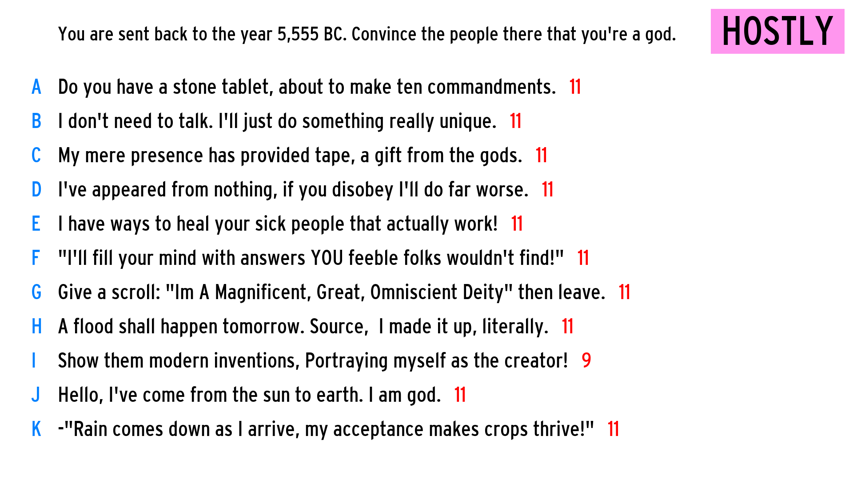 You are sent back to the year 5,555 BC. Convince the people there that you're a god.
HOSTLY
A Do you have a stone tablet, about to make ten commandments. 11
B I don't need to talk. I'll just do something really unique. 11
C My mere presence has provided tape, a gift from the gods. 11
D I've appeared from nothing, if you disobey I'll do far worse. 11
E I have ways to heal your sick people that actually work! 11
F "I'll fill your mind with answers YOU feeble folks wouldn't find!" 11
G Give a scroll: "Im A Magnificent, Great, Omniscient Deity" then leave. 11
H A flood shall happen tomorrow. Source,  I made it up, literally. 11
I Show them modern inventions, Portraying myself as the creator! 9
J Hello, I've come from the sun to earth. I am god. 11
K -"Rain comes down as I arrive, my acceptance makes crops thrive!" 11